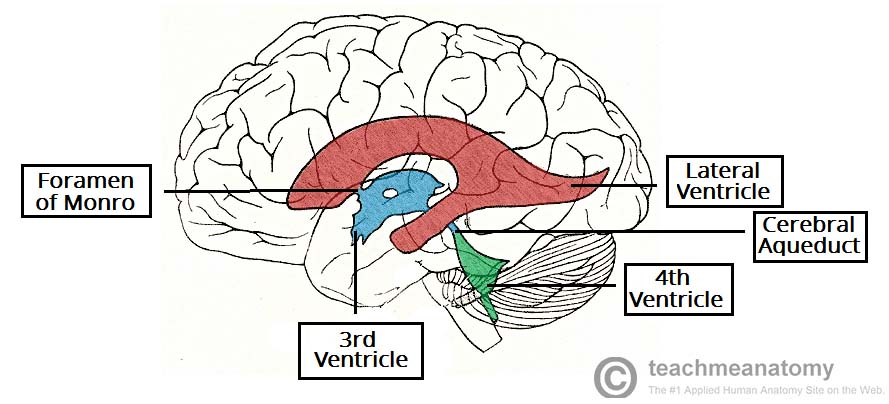 Foramen
of Monro
Lateral
Ventricle
Cerebral
Aqueduct
4th
Ventricle
3rd
Ventricle
© teachmeanatomy
The #1 Applied Human Anatomy Site on the Web.